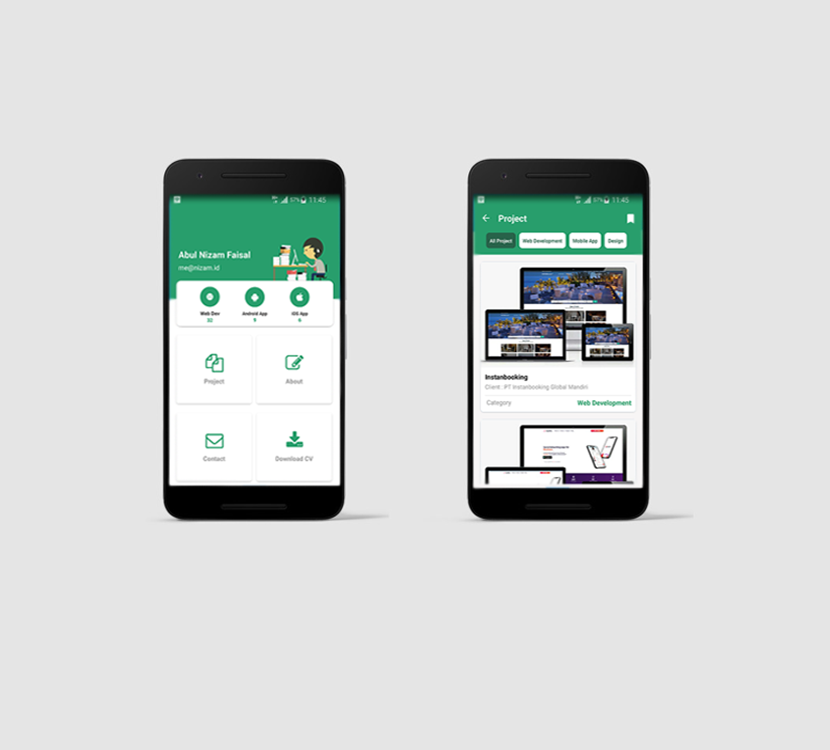 57% 11:45
Abul Nizam Faisal
me@nizam.id
Web Dev
Android App
iOS App
9
6
Project
About
Contact
Download CV
57% 11:45
Project
All Project
Web Development
Mobile App
Design
Instanbooking
Client : PT Instanbooking Global Mandiri
Category
Web Development